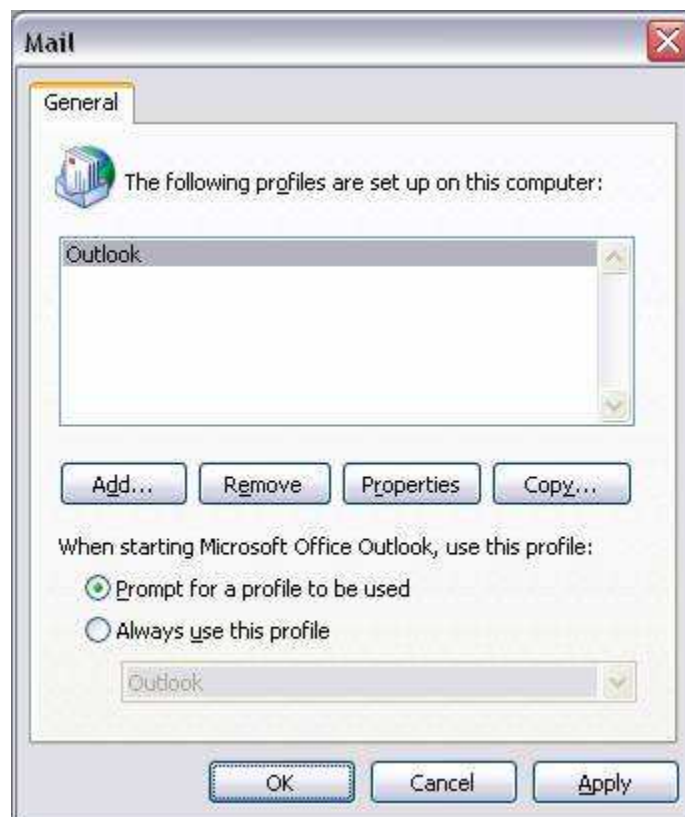 Mail
General
The following profiles are set up on this computer:
Outlook
Add...
Remove
Properties
Copy...
When starting Microsoft Office Outlook, use this profile:
Prompt for a profile to be used
Always use this profile
Outlook
OK
Cancel
Apply